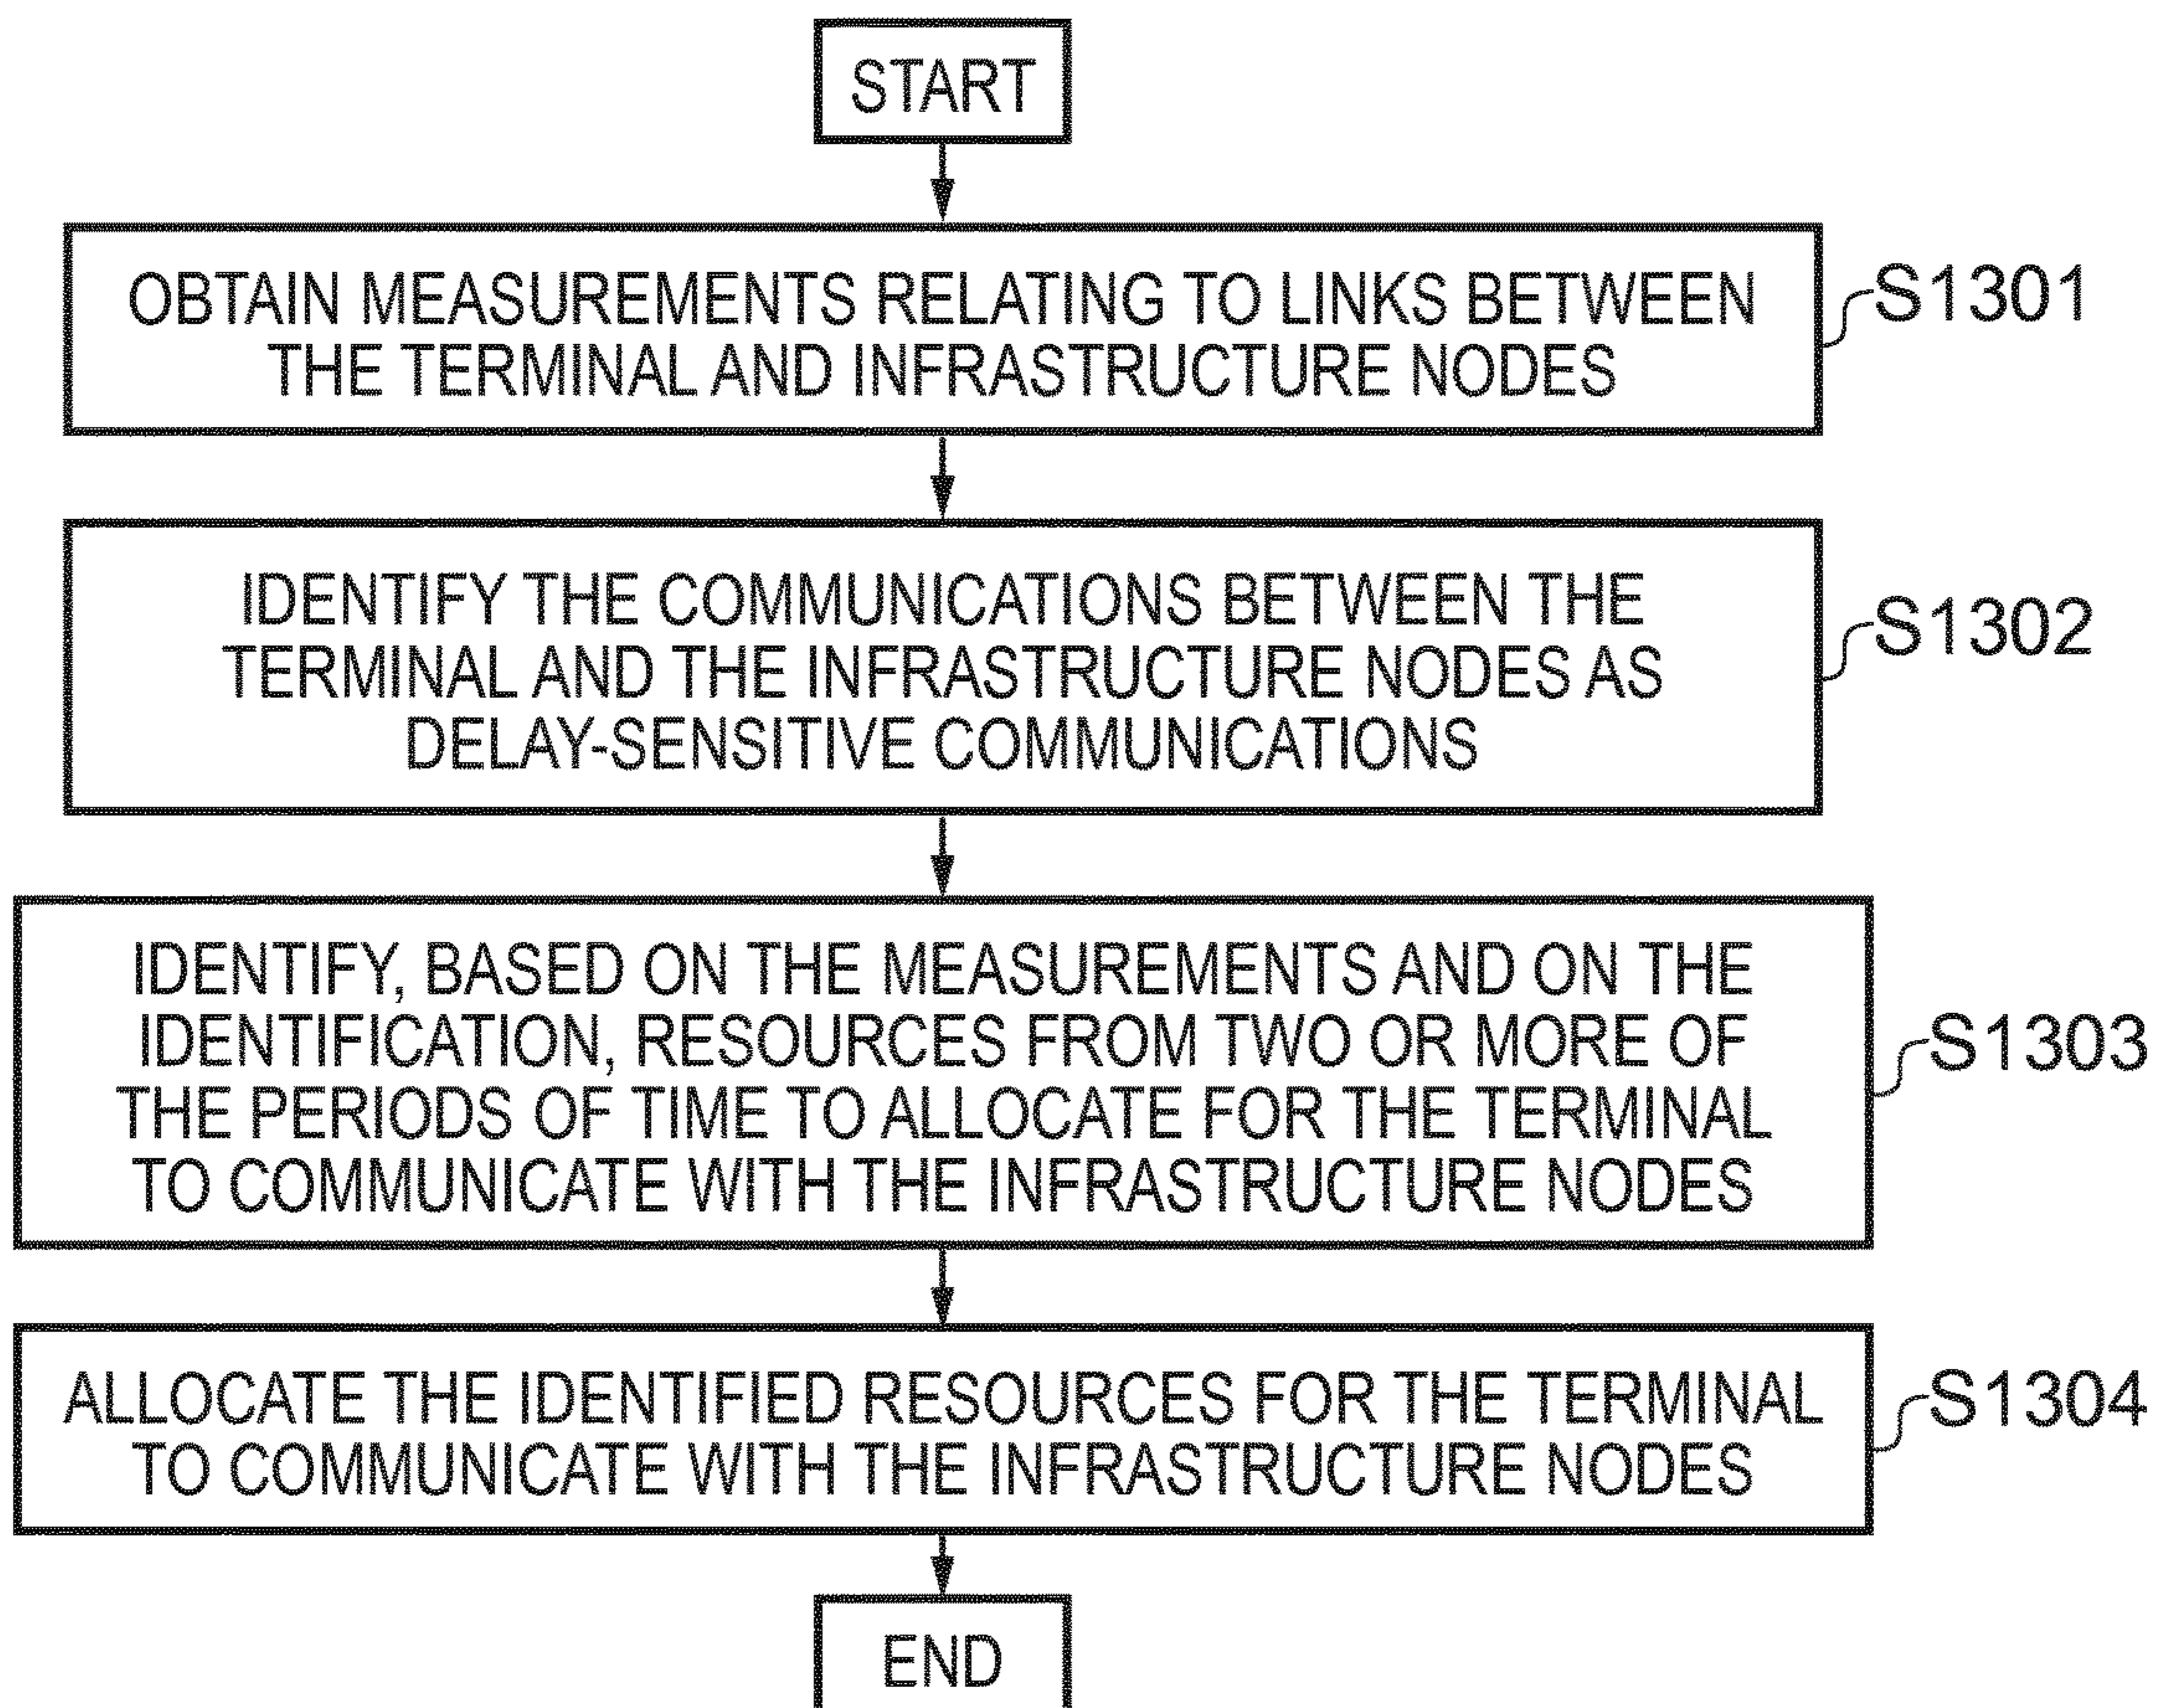 START
OBTAIN MEASUREMENTS RELATING TO LINKS BETWEEN
THE TERMINAL AND INFRASTRUCTURE NODES
S1301
IDENTIFY THE COMMUNICATIONS BETWEEN THE
TERMINAL AND THE INFRASTRUCTURE NODES AS
DELAY-SENSITIVE COMMUNICATIONS
S1302
IDENTIFY, BASED ON THE MEASUREMENTS AND ON THE
IDENTIFICATION, RESOURCES FROM TWO OR MORE OF
THE PERIODS OF TIME TO ALLOCATE FOR THE TERMINAL
TO COMMUNICATE WITH THE INFRASTRUCTURE NODES
S1303
ALLOCATE THE IDENTIFIED RESOURCES FOR THE TERMINAL
TO COMMUNICATE WITH THE INFRASTRUCTURE NODES
S1304
END